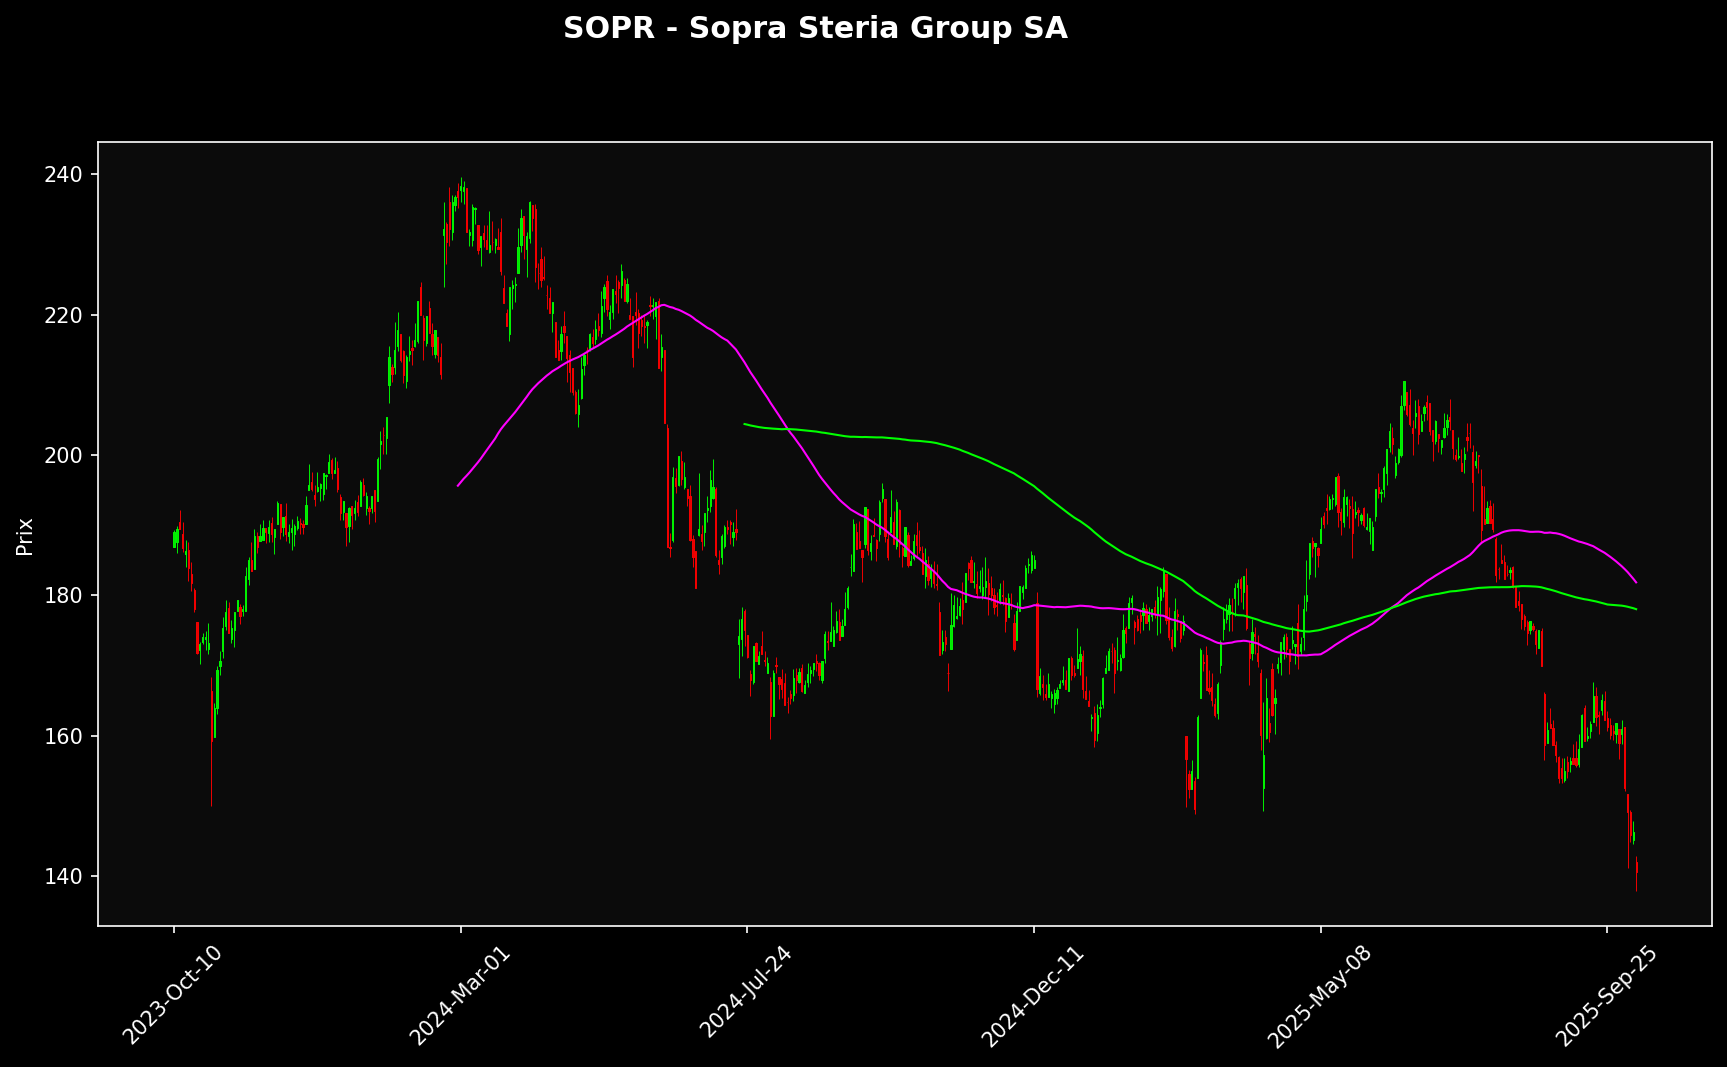 SOPR - Sopra Steria Group SA
Prix
240
220
200
180
160
140
2023-Oct-10
2024-Mar-01
2024-Jul-24
2024-Dec-11
2025-May-08
2025-Sep-25